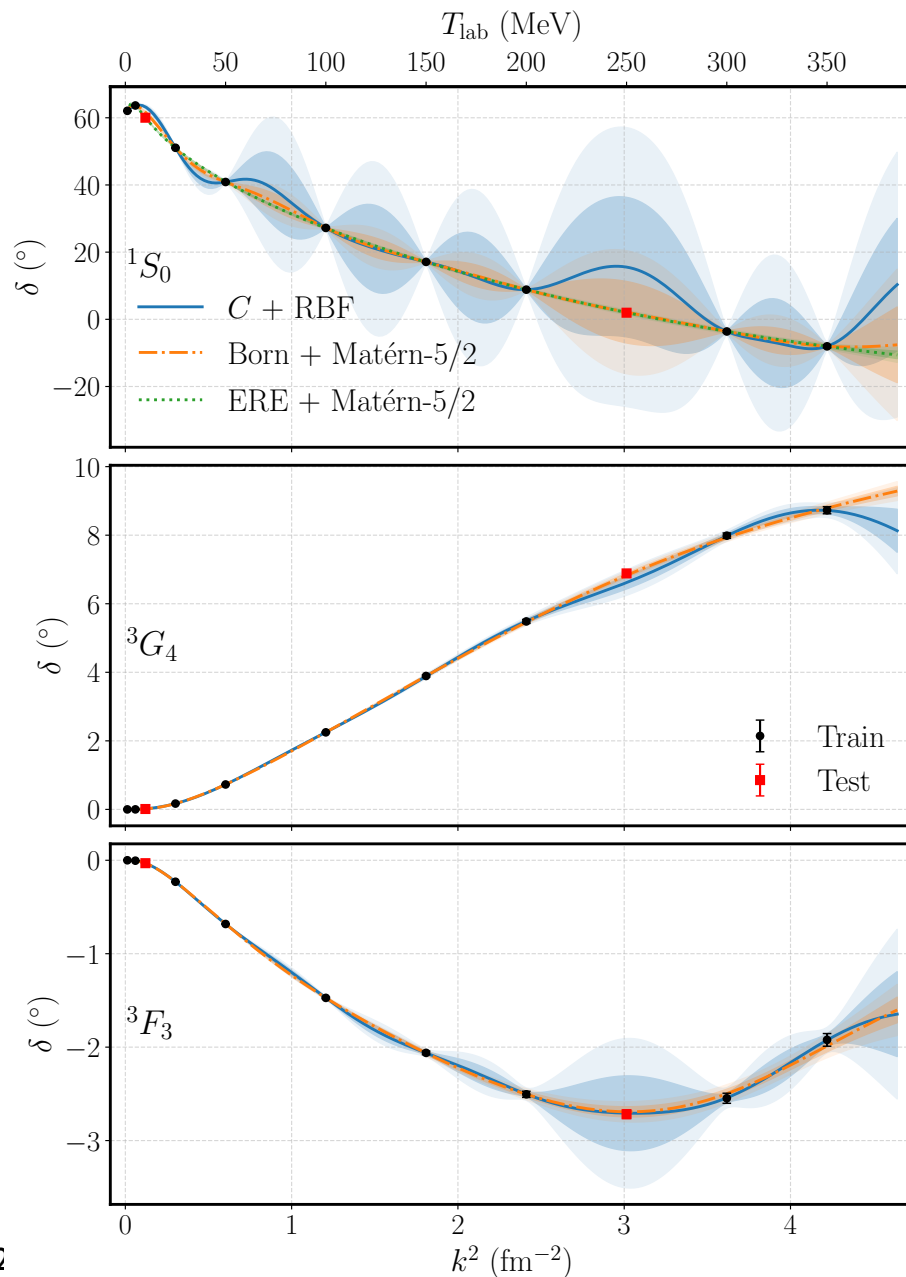 T_lab (MeV)
0 50 100 150 200 250 300 350
60
40
20
0
−20
δ (°)
¹S₀
C + RBF
Born + Matérn-5/2
ERE + Matérn-5/2
10
8
6
4
2
0
δ (°)
³G₄
Train
Test
0
−1
−2
−3
δ (°)
³F₃
0 1 2 3 4
k² (fm⁻²)